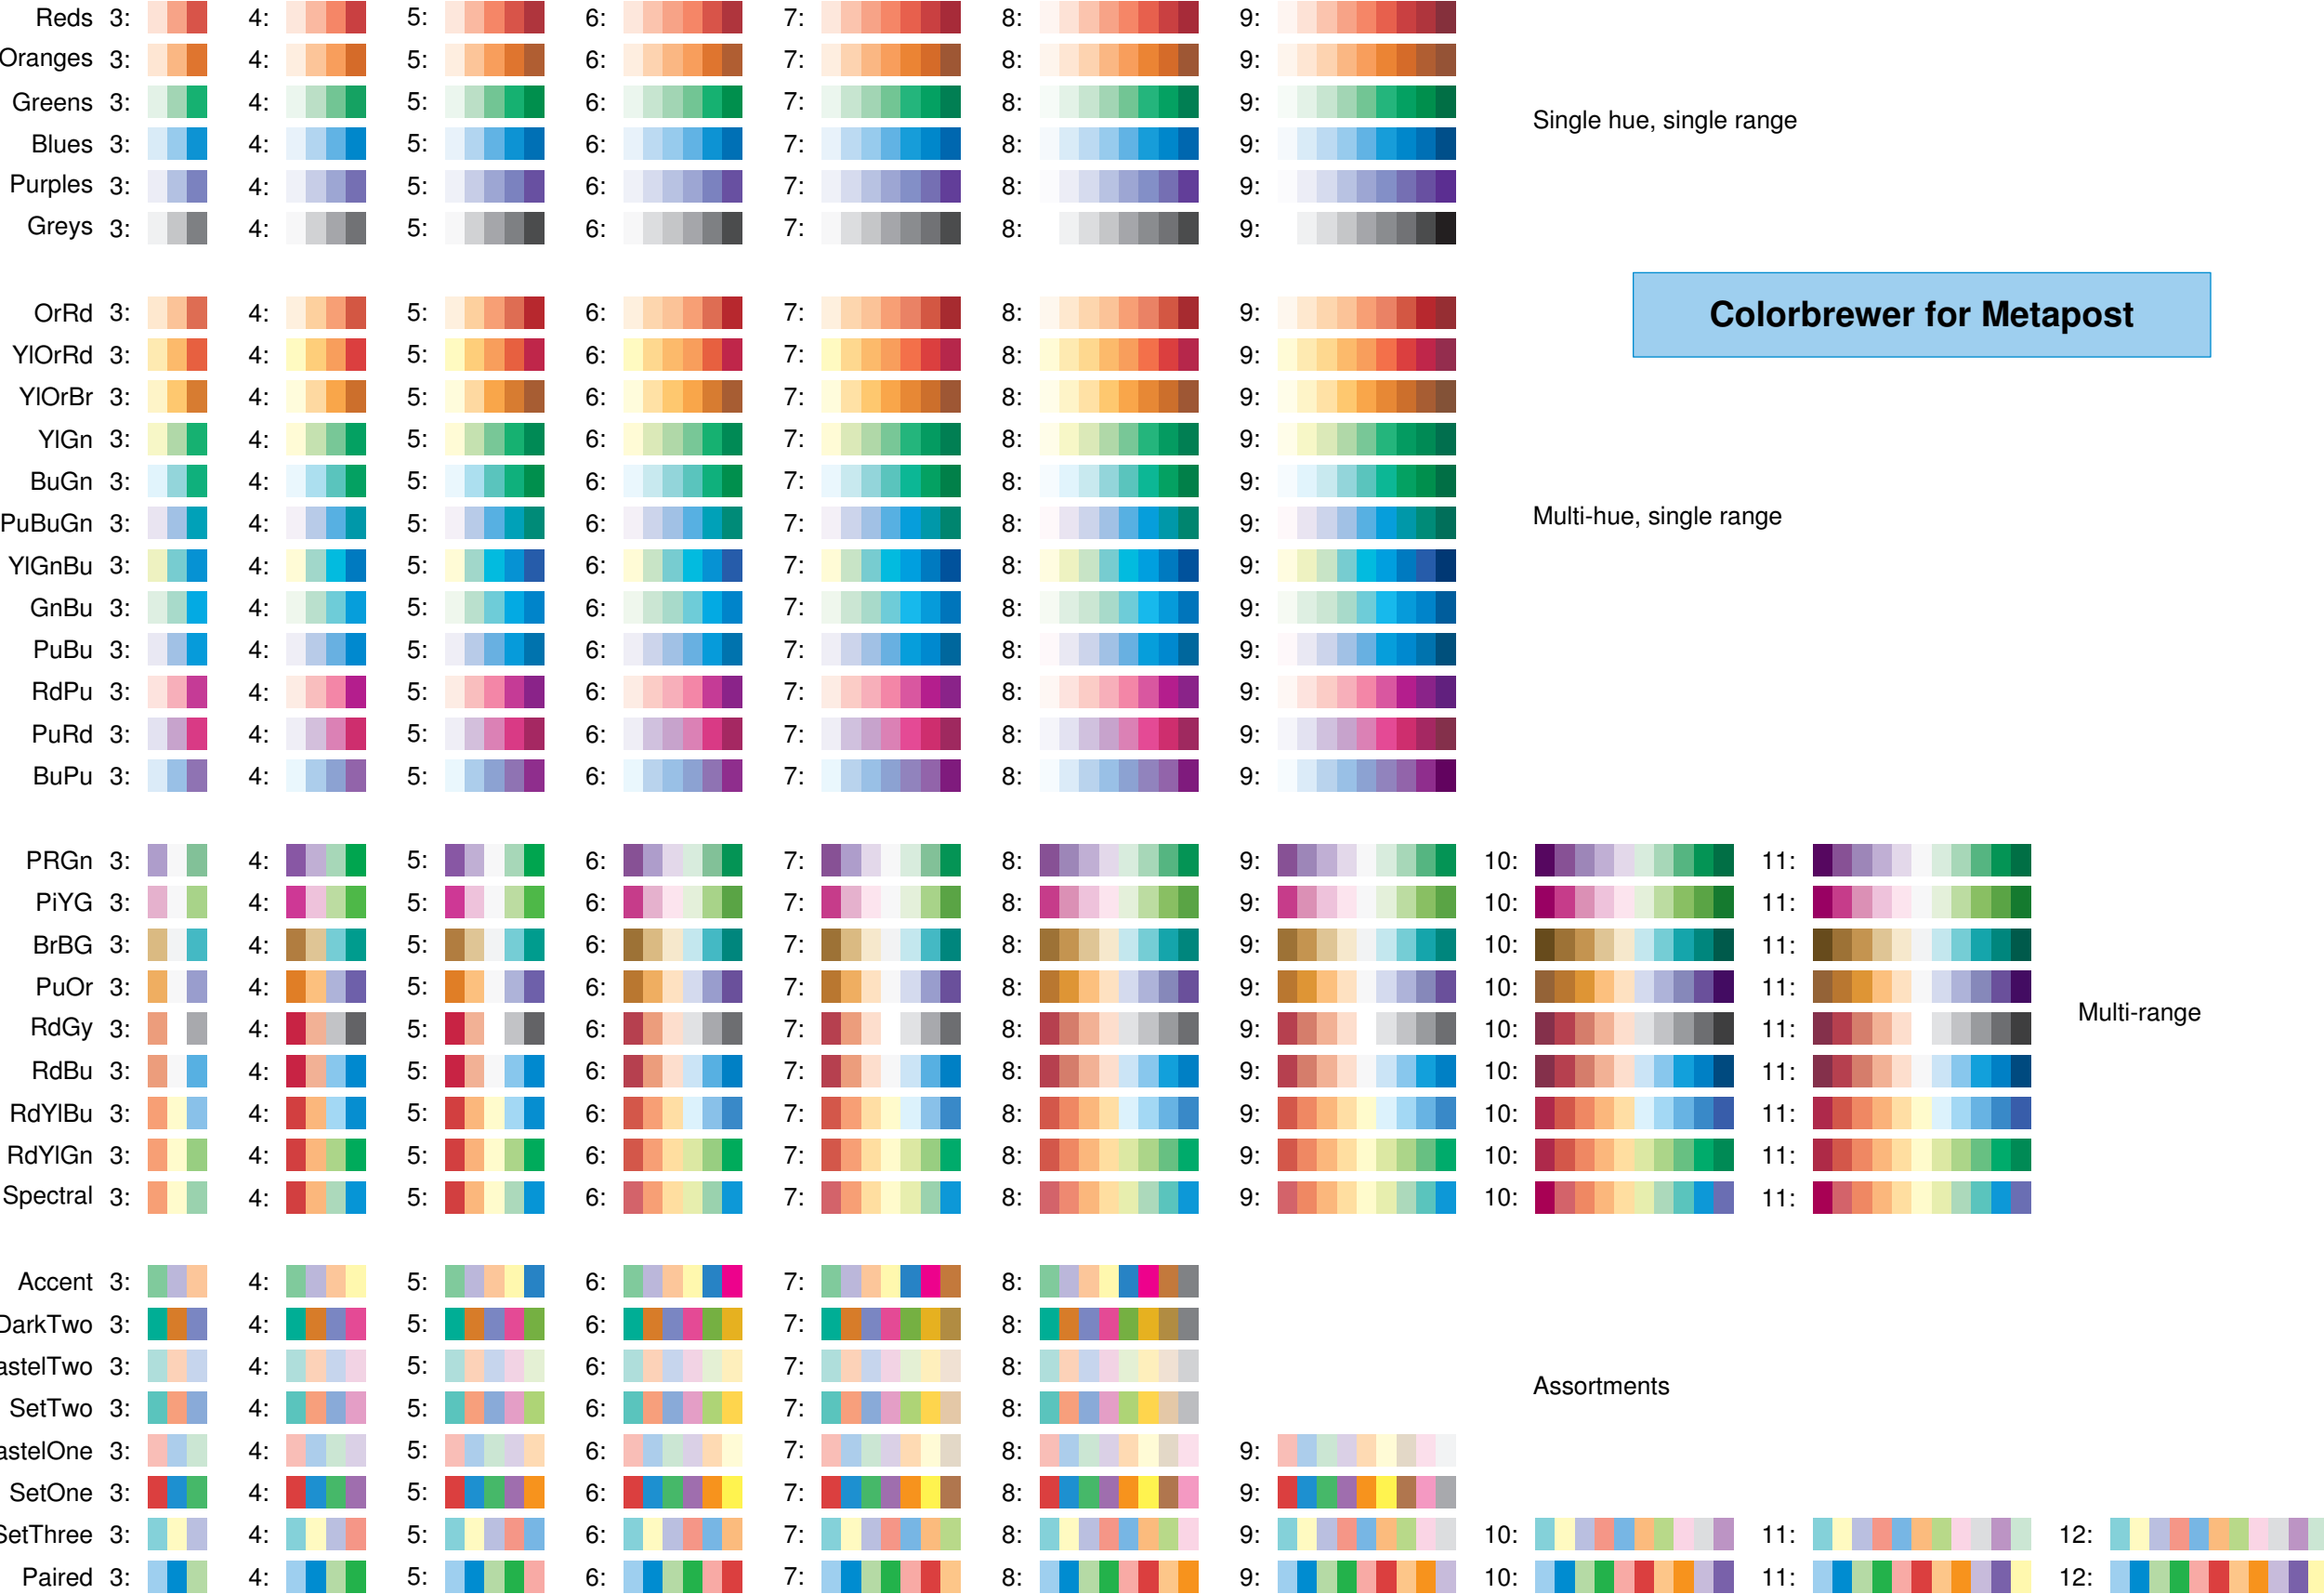 Reds 3: 4: 5: 6: 7: 8: 9:
Oranges 3: 4: 5: 6: 7: 8: 9:
Greens 3: 4: 5: 6: 7: 8: 9:
Single hue, single range
Blues 3: 4: 5: 6: 7: 8: 9:
Purples 3: 4: 5: 6: 7: 8: 9:
Greys 3: 4: 5: 6: 7: 8: 9:
Colorbrewer for Metapost
OrRd 3: 4: 5: 6: 7: 8: 9:
YlOrRd 3: 4: 5: 6: 7: 8: 9:
YlOrBr 3: 4: 5: 6: 7: 8: 9:
YlGn 3: 4: 5: 6: 7: 8: 9:
BuGn 3: 4: 5: 6: 7: 8: 9:
PuBuGn 3: 4: 5: 6: 7: 8: 9:
Multi-hue, single range
YlGnBu 3: 4: 5: 6: 7: 8: 9:
GnBu 3: 4: 5: 6: 7: 8: 9:
PuBu 3: 4: 5: 6: 7: 8: 9:
RdPu 3: 4: 5: 6: 7: 8: 9:
PuRd 3: 4: 5: 6: 7: 8: 9:
BuPu 3: 4: 5: 6: 7: 8: 9:
PRGn 3: 4: 5: 6: 7: 8: 9: 10: 11:
PiYG 3: 4: 5: 6: 7: 8: 9: 10: 11:
BrBG 3: 4: 5: 6: 7: 8: 9: 10: 11:
PuOr 3: 4: 5: 6: 7: 8: 9: 10: 11:
RdGy 3: 4: 5: 6: 7: 8: 9: 10: 11:
Multi-range
RdBu 3: 4: 5: 6: 7: 8: 9: 10: 11:
RdYlBu 3: 4: 5: 6: 7: 8: 9: 10: 11:
RdYlGn 3: 4: 5: 6: 7: 8: 9: 10: 11:
Spectral 3: 4: 5: 6: 7: 8: 9: 10: 11:
Accent 3: 4: 5: 6: 7: 8:
DarkTwo 3: 4: 5: 6: 7: 8:
astelTwo 3: 4: 5: 6: 7: 8:
Assortments
SetTwo 3: 4: 5: 6: 7: 8:
astelOne 3: 4: 5: 6: 7: 8: 9:
SetOne 3: 4: 5: 6: 7: 8: 9:
SetThree 3: 4: 5: 6: 7: 8: 9: 10: 11: 12:
Paired 3: 4: 5: 6: 7: 8: 9: 10: 11: 12: